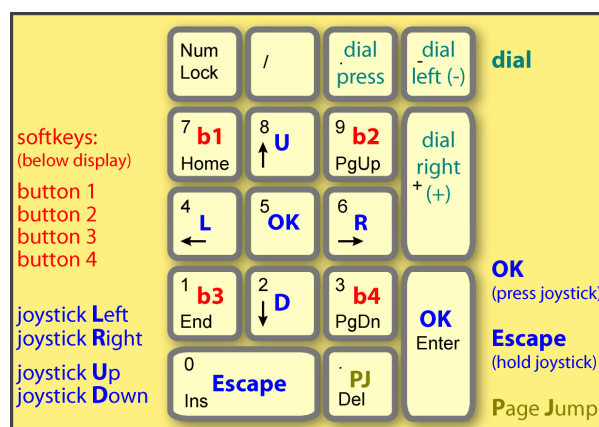 Num
Lock
/
.
dial
press
-
dial
left (-)
dial
7
b1
Home
8
U
9
b2
PgUp
dial
right
+
(+)
softkeys:
(below display)
button 1
button 2
button 3
button 4
4
L
5
OK
6
R
1
b3
End
2
D
3
b4
PgDn
OK
Enter
OK
(press joystick)
Escape
(hold joystick)
joystick Left
joystick Right
joystick Up
joystick Down
0
Escape
Ins
.
PJ
Del
Page Jump